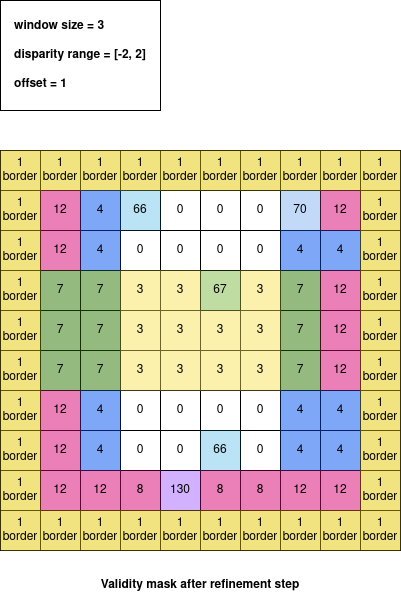 window size = 3
disparity range = [-2, 2]
offset = 1
1 1 1 1 1 1 1 1 1 1
border border border border border border border border border border
1 12 4 66 0 0 0 70 12 1
border border
1 12 4 0 0 0 0 4 4 1
border border
1 7 7 3 3 67 3 7 12 1
border border
1 7 7 3 3 3 3 7 12 1
border border
1 7 7 3 3 3 3 7 12 1
border border
1 12 4 0 0 0 0 4 4 1
border border
1 12 4 0 0 66 0 4 4 1
border border
1 12 12 8 130 8 8 12 12 1
border border
1 1 1 1 1 1 1 1 1 1
border border border border border border border border border border
Validity mask after refinement step